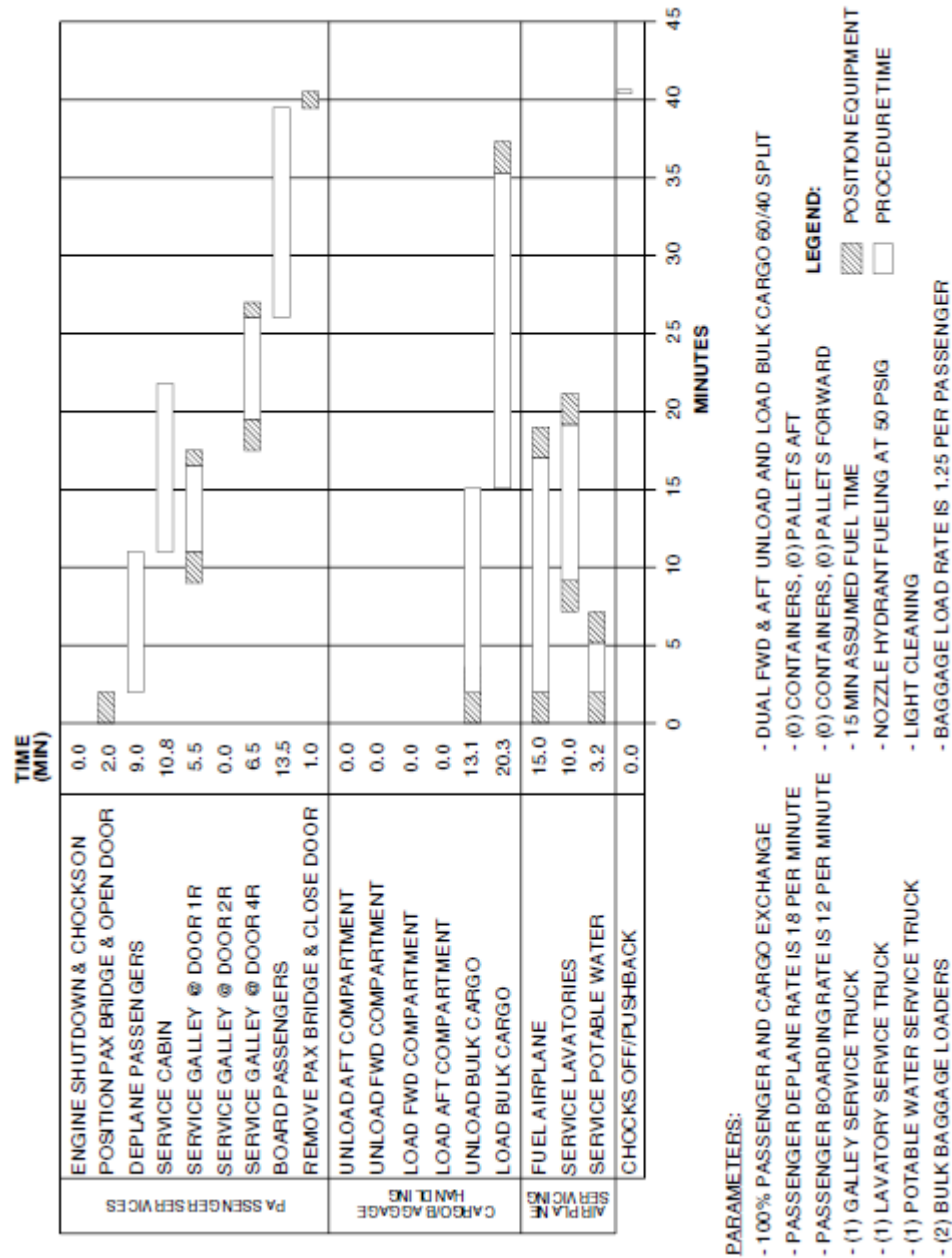 TIME
(MIN)
PASSENGER SERVICES
ENGINE SHUTDOWN & CHOCKS ON 0.0
POSITION PAX BRIDGE & OPEN DOOR 2.0
DEPLANE PASSENGERS 9.0
SERVICE CABIN 10.8
SERVICE GALLEY @ DOOR 1R 5.5
SERVICE GALLEY @ DOOR 2R 0.0
SERVICE GALLEY @ DOOR 4R 6.5
BOARD PASSENGERS 13.5
REMOVE PAX BRIDGE & CLOSE DOOR 1.0
CARGO/BAGGAGE
HANDLING
UNLOAD AFT COMPARTMENT 0.0
UNLOAD FWD COMPARTMENT 0.0
LOAD FWD COMPARTMENT 0.0
LOAD AFT COMPARTMENT 0.0
UNLOAD BULK CARGO 13.1
LOAD BULK CARGO 20.3
AIRPLANE
SERVICING
FUEL AIRPLANE 15.0
SERVICE LAVATORIES 10.0
SERVICE POTABLE WATER 3.2
CHOCKS OFF/PUSHBACK 0.0
0 5 10 15 20 25 30 35 40 45
MINUTES
PARAMETERS:
- 100% PASSENGER AND CARGO EXCHANGE
- PASSENGER DEPLANE RATE IS 18 PER MINUTE
- PASSENGER BOARDING RATE IS 12 PER MINUTE
- (1) GALLEY SERVICE TRUCK
- (1) LAVATORY SERVICE TRUCK
- (1) POTABLE WATER SERVICE TRUCK
- (2) BULK BAGGAGE LOADERS
- DUAL FWD & AFT UNLOAD AND LOAD BULK CARGO 60/40 SPLIT
- (0) CONTAINERS, (0) PALLETS AFT
- (0) CONTAINERS, (0) PALLETS FORWARD
- 15 MIN ASSUMED FUEL TIME
- NOZZLE HYDRANT FUELING AT 50 PSIG
- LIGHT CLEANING
- BAGGAGE LOAD RATE IS 1.25 PER PASSENGER
LEGEND:
POSITION EQUIPMENT
PROCEDURE TIME